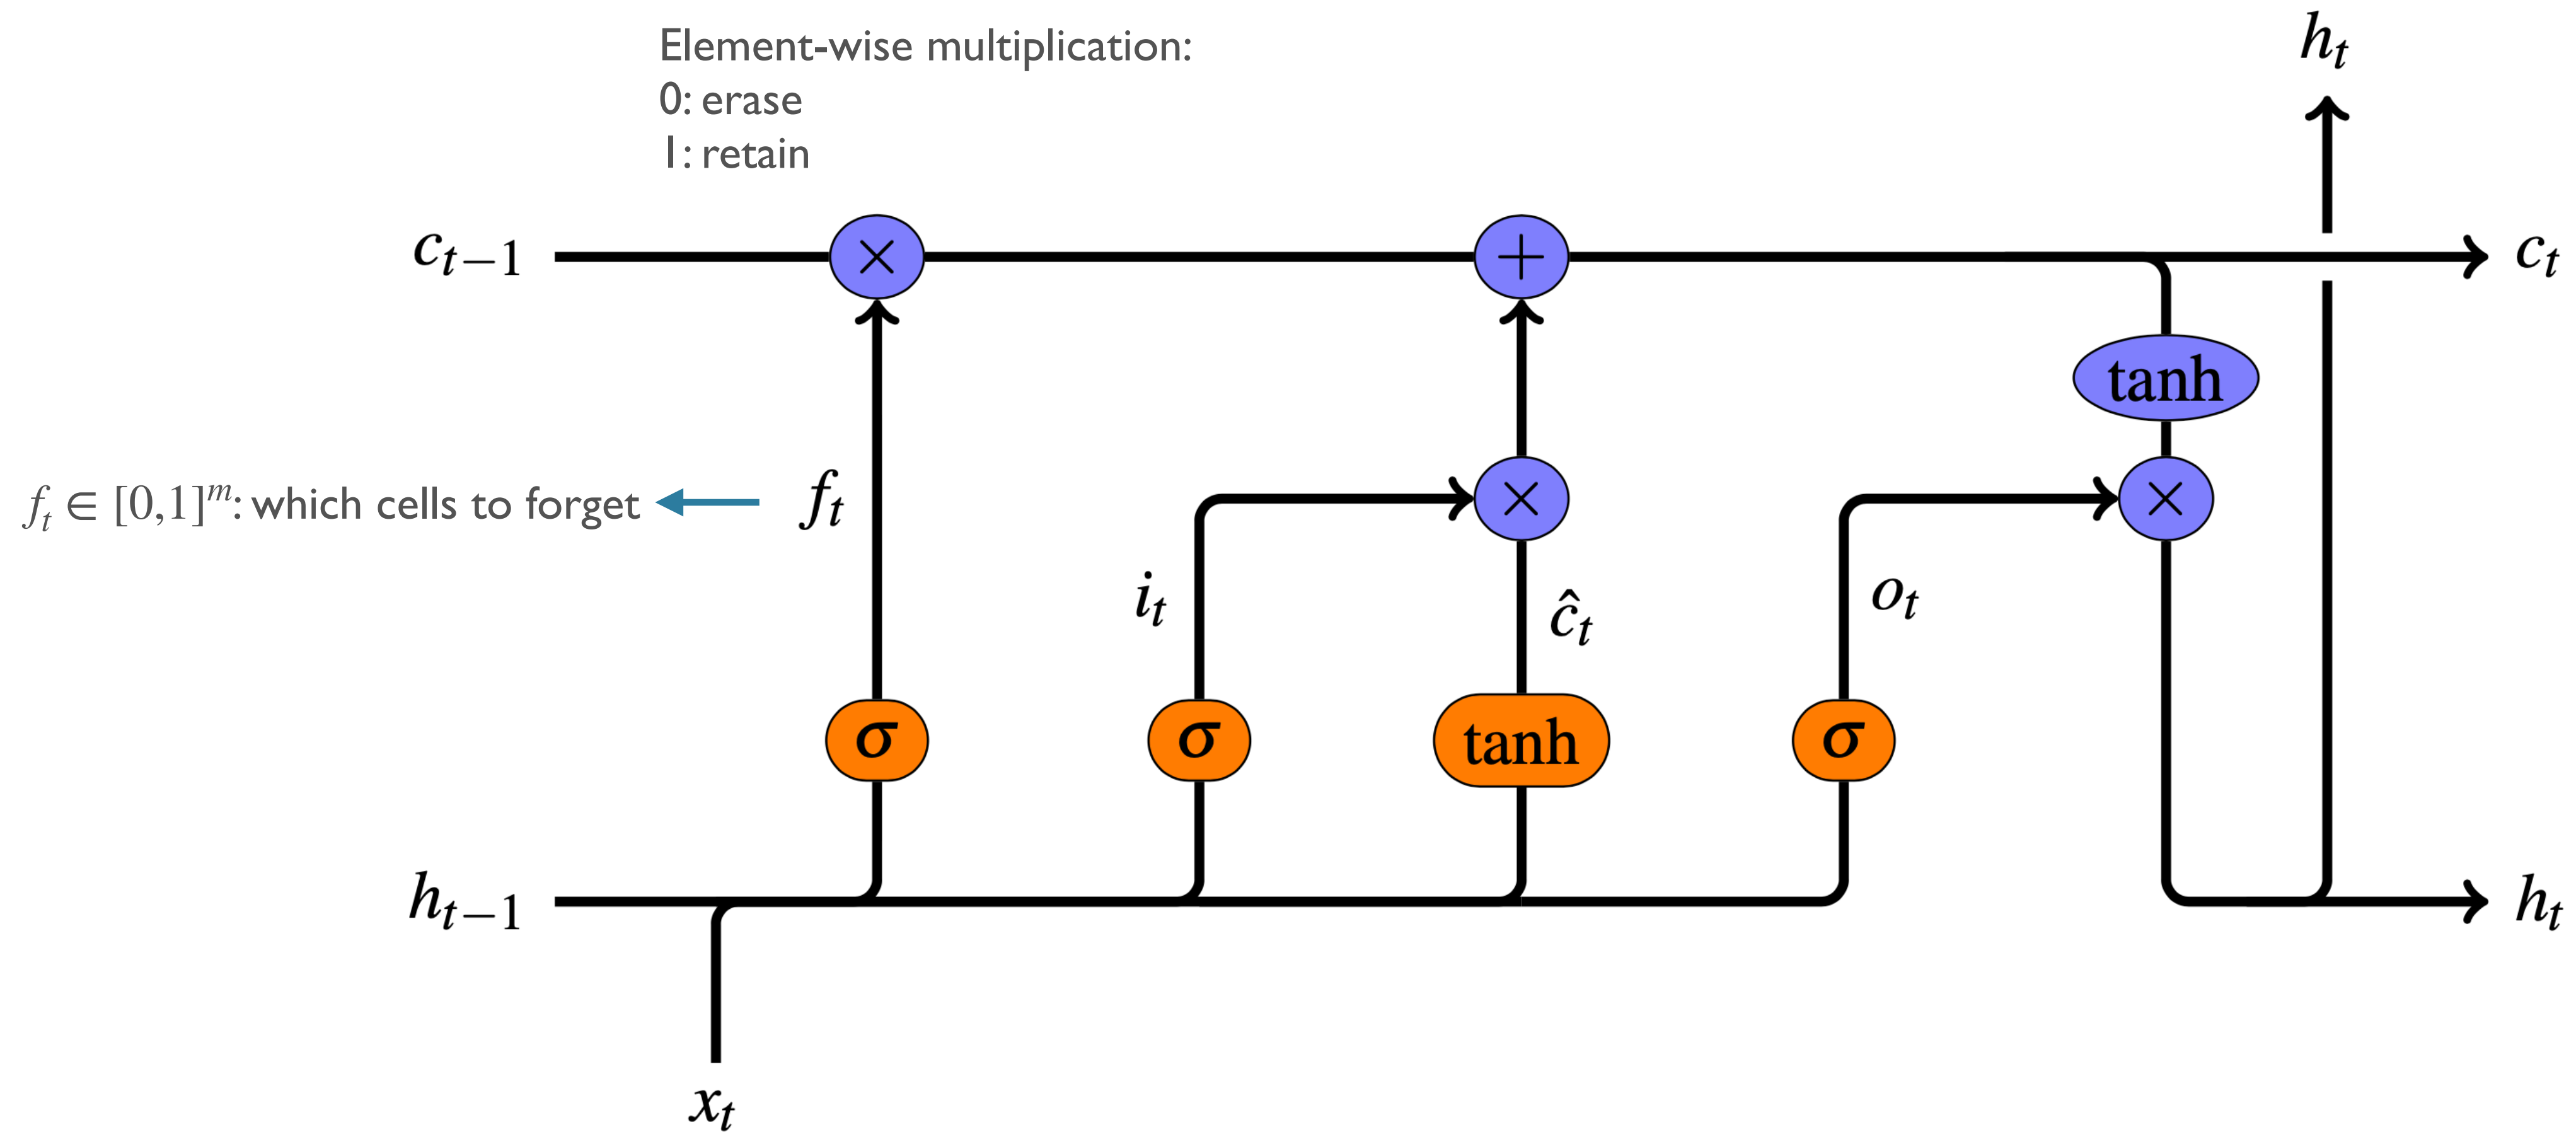 Element-wise multiplication:
0: erase
1: retain
h_t
c_{t−1}
×
+
c_t
tanh
f_t ∈ [0,1]^m: which cells to forget
f_t
×
×
i_t
ĉ_t
o_t
σ
σ
tanh
σ
h_{t−1}
h_t
x_t